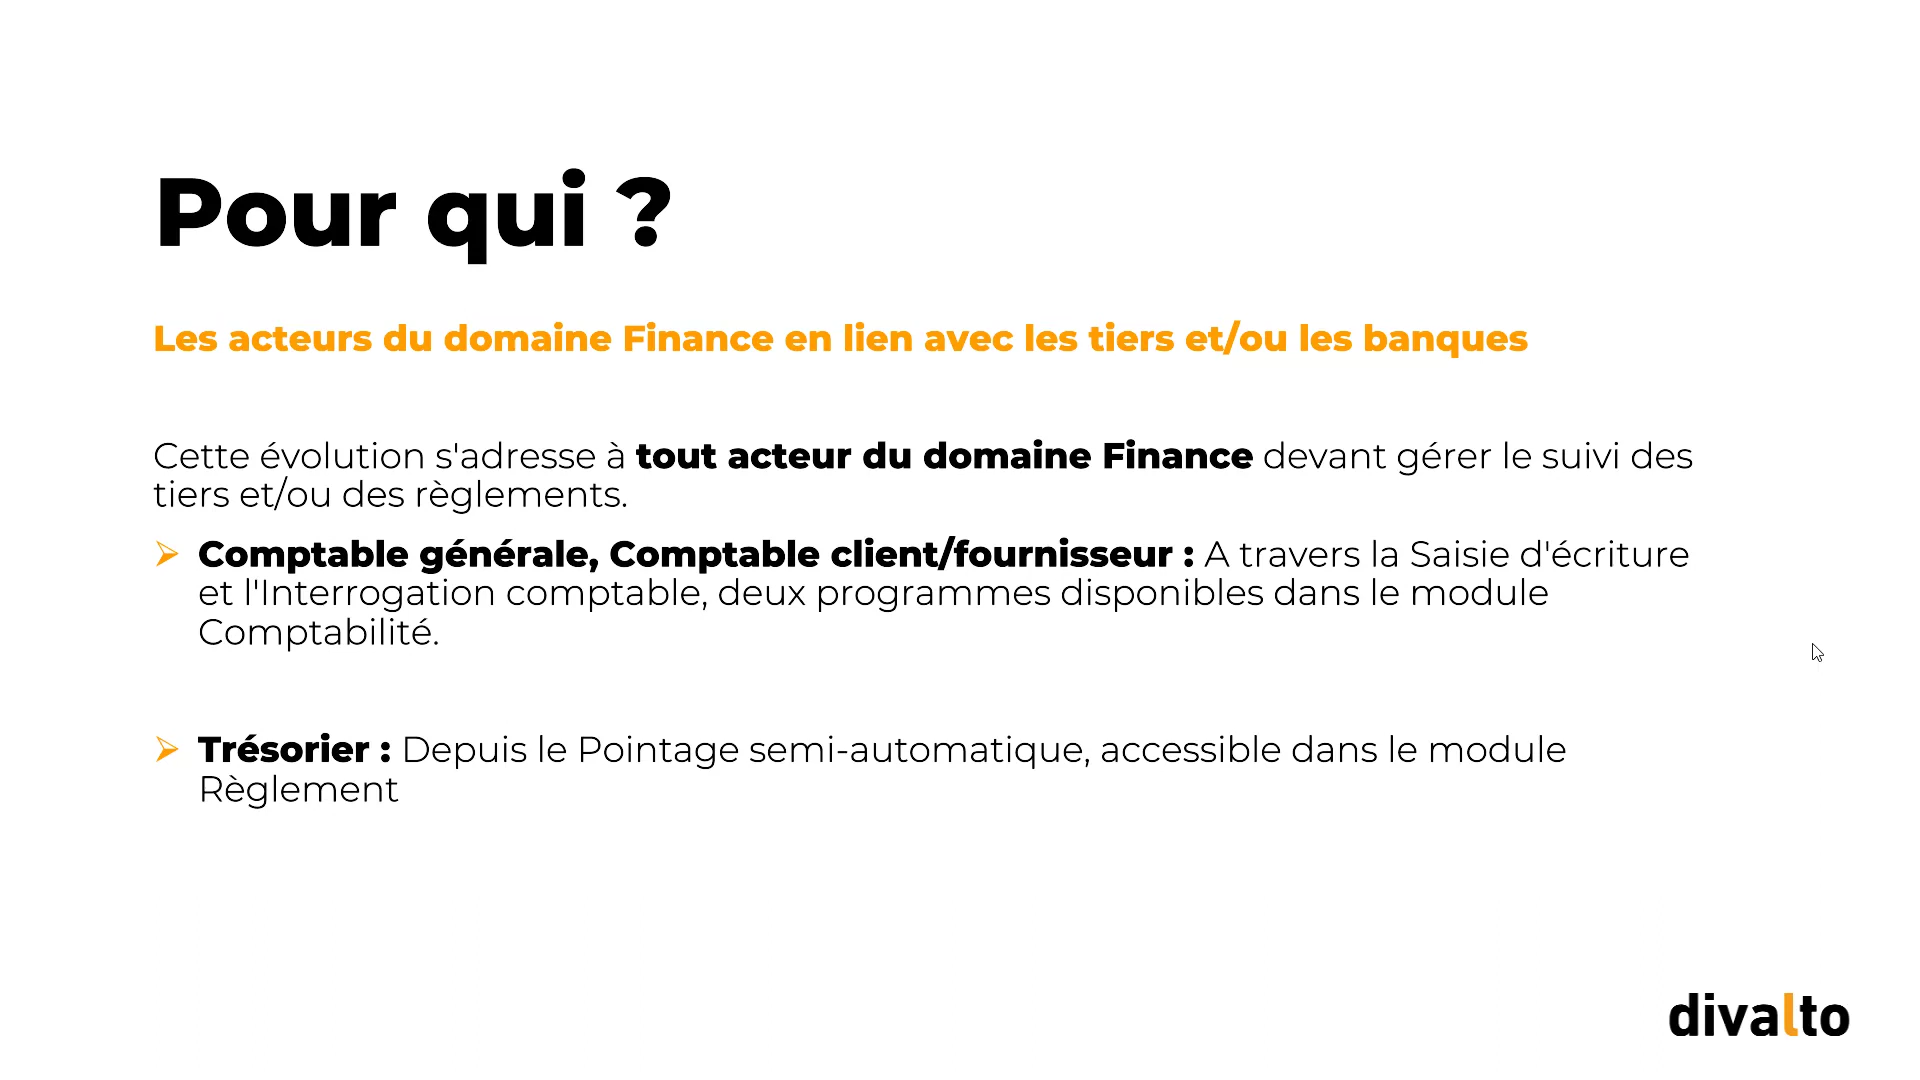 Pour qui ?
Les acteurs du domaine Finance en lien avec les tiers et/ou les banques
Cette évolution s'adresse à tout acteur du domaine Finance devant gérer le suivi des
tiers et/ou des règlements.
Comptable générale, Comptable client/fournisseur : A travers la Saisie d'écriture
et l'Interrogation comptable, deux programmes disponibles dans le module
Comptabilité.
Trésorier : Depuis le Pointage semi-automatique, accessible dans le module
Règlement
divalto